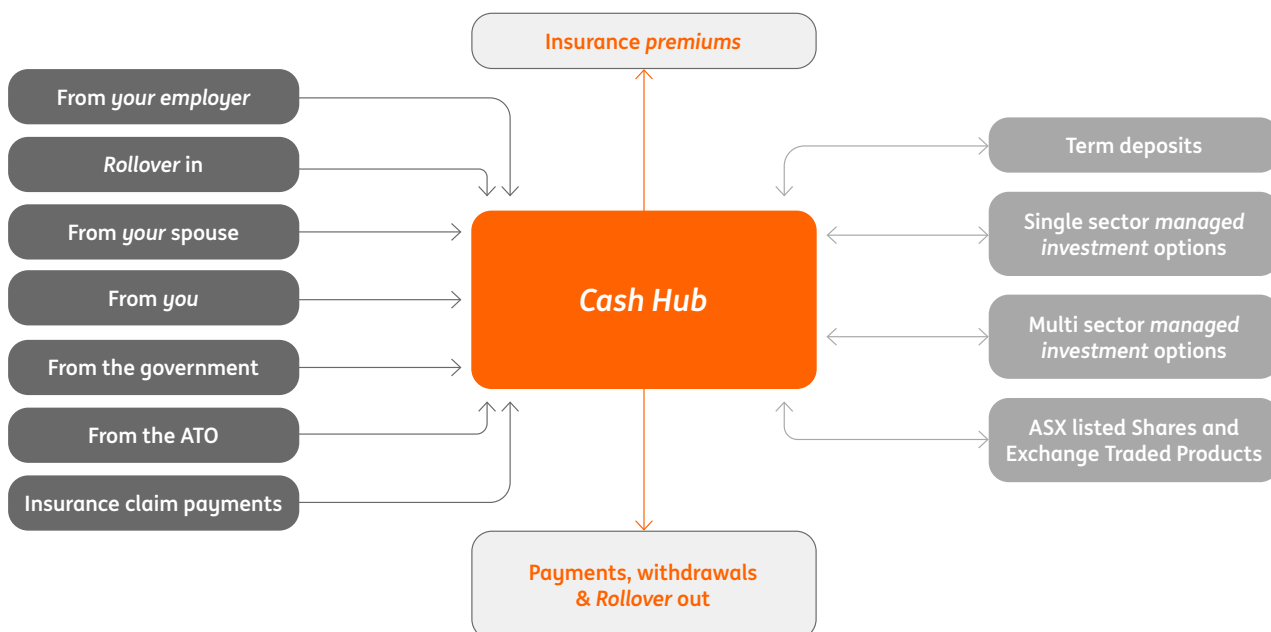 Insurance premiums
From your employer
Rollover in
From your spouse
From you
From the government
From the ATO
Insurance claim payments
Cash Hub
Term deposits
Single sector managed
investment options
Multi sector managed
investment options
ASX listed Shares and
Exchange Traded Products
Payments, withdrawals
& Rollover out